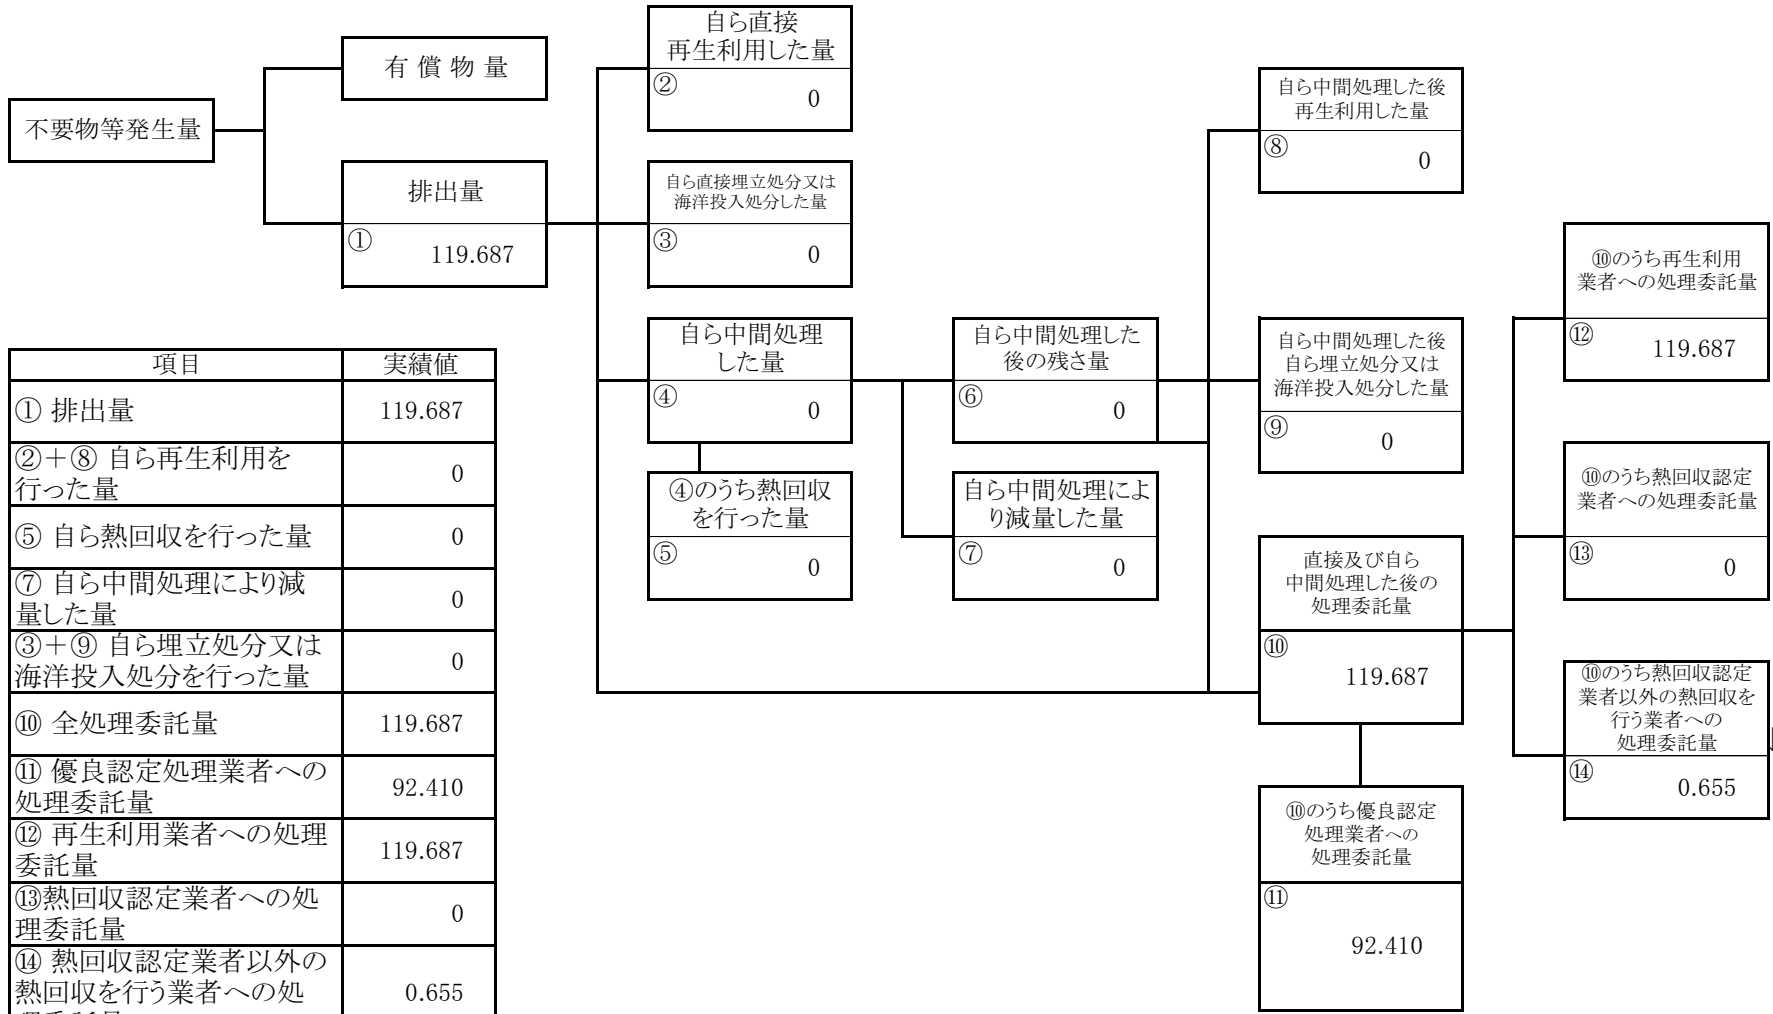 不要物等発生量
有 償 物 量
排出量
①
119.687
自ら直接
再生利用した量
②
0
自ら直接埋立処分又は
海洋投入処分した量
③
0
自ら中間処理
した量
④
0
④のうち熱回収
を行った量
⑤
0
自ら中間処理した
後の残さ量
⑥
0
自ら中間処理によ
り減量した量
⑦
0
自ら中間処理した後
再生利用した量
⑧
0
自ら中間処理した後
自ら埋立処分又は
海洋投入処分した量
⑨
0
直接及び自ら
中間処理した後の
処理委託量
⑩
119.687
⑩のうち優良認定
処理業者への
処理委託量
⑪
92.410
⑩のうち再生利用
業者への処理委託量
⑫
119.687
⑩のうち熱回収認定
業者への処理委託量
⑬
0
⑩のうち熱回収認定
業者以外の熱回収を
行う業者への
処理委託量
⑭
0.655
項目 実績値
① 排出量 119.687
②＋⑧ 自ら再生利用を
行った量 0
⑤ 自ら熱回収を行った量 0
⑦ 自ら中間処理により減
量した量 0
③＋⑨ 自ら埋立処分又は
海洋投入処分を行った量 0
⑩ 全処理委託量 119.687
⑪ 優良認定処理業者への
処理委託量 92.410
⑫ 再生利用業者への処理
委託量 119.687
⑬熱回収認定業者への処
理委託量 0
⑭ 熱回収認定業者以外の
熱回収を行う業者への処 0.655